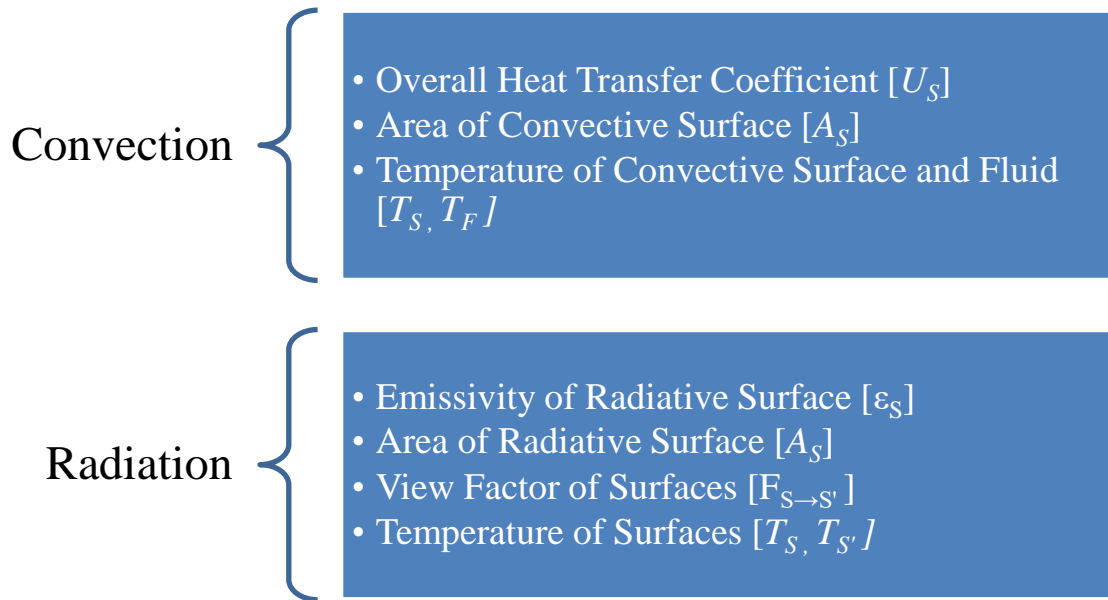 Convection
• Overall Heat Transfer Coefficient [U_S]
• Area of Convective Surface [A_S]
• Temperature of Convective Surface and Fluid
[T_S , T_F ]
Radiation
• Emissivity of Radiative Surface [ε_S]
• Area of Radiative Surface [A_S]
• View Factor of Surfaces [F_S→S' ]
• Temperature of Surfaces [T_S , T_S' ]